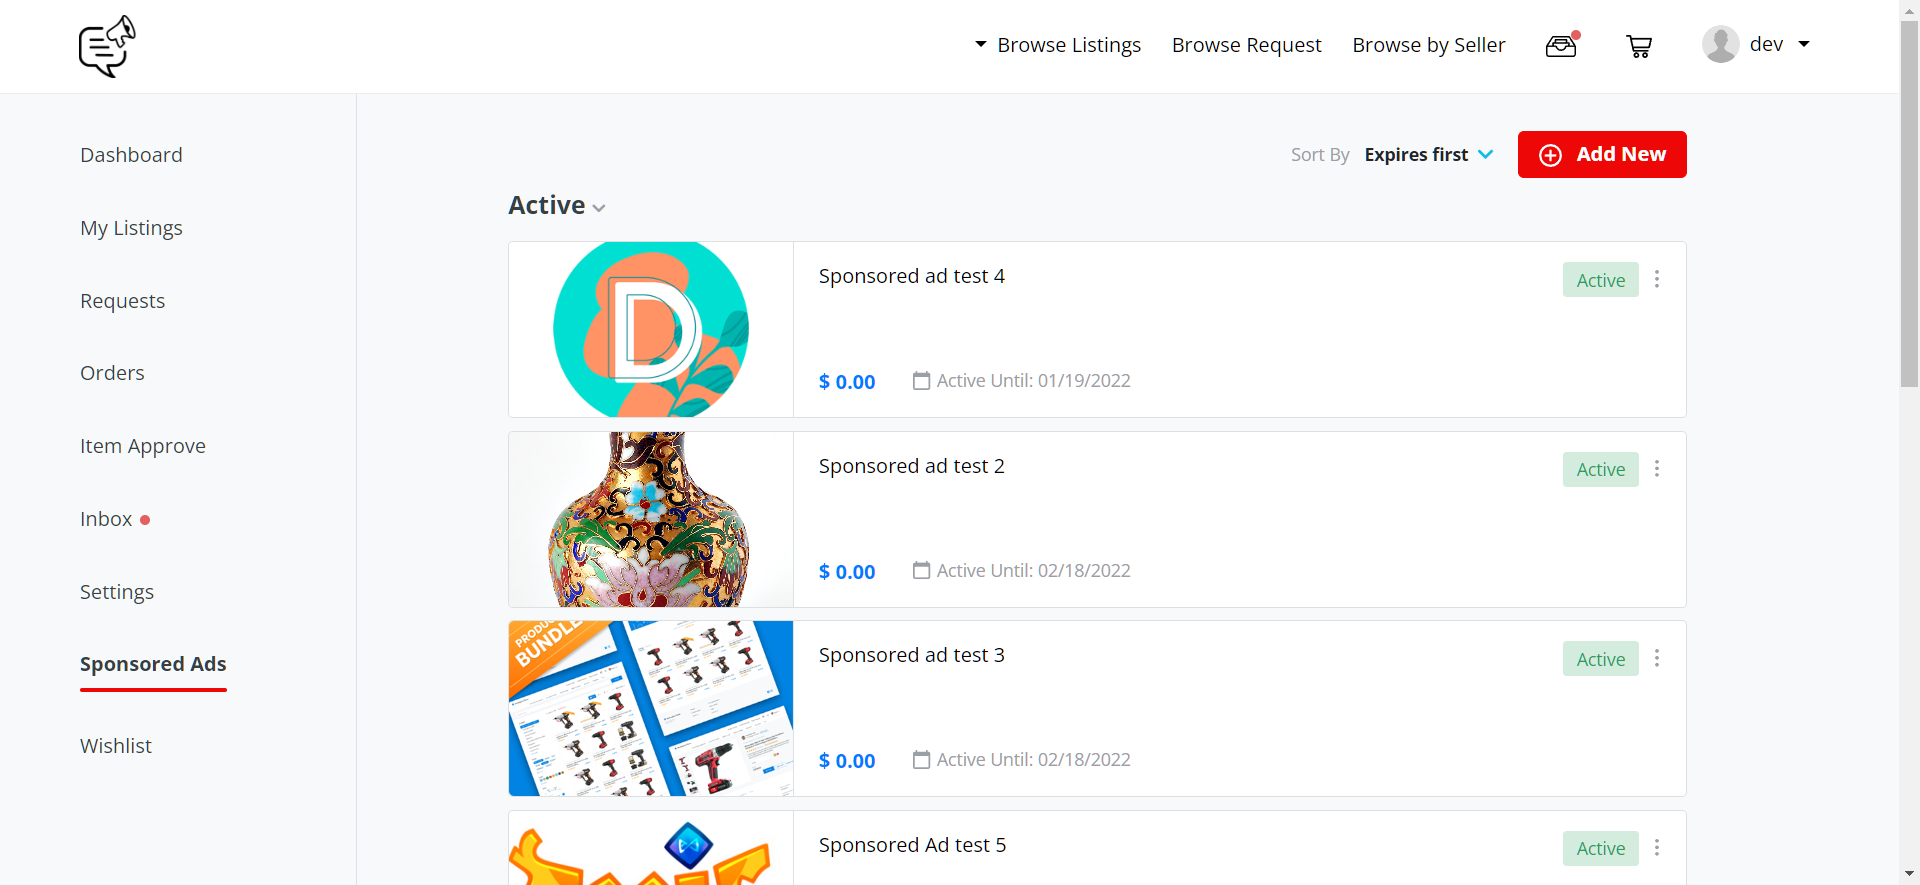 Browse Listings Browse Request Browse by Seller dev
Dashboard
My Listings
Requests
Orders
Item Approve
Inbox
Settings
Sponsored Ads
Wishlist
Sort By Expires first Add New
Active
Sponsored ad test 4 Active
$ 0.00 Active Until: 01/19/2022
D
Sponsored ad test 2 Active
$ 0.00 Active Until: 02/18/2022
BUNDLE
Sponsored ad test 3 Active
$ 0.00 Active Until: 02/18/2022
Sponsored Ad test 5 Active